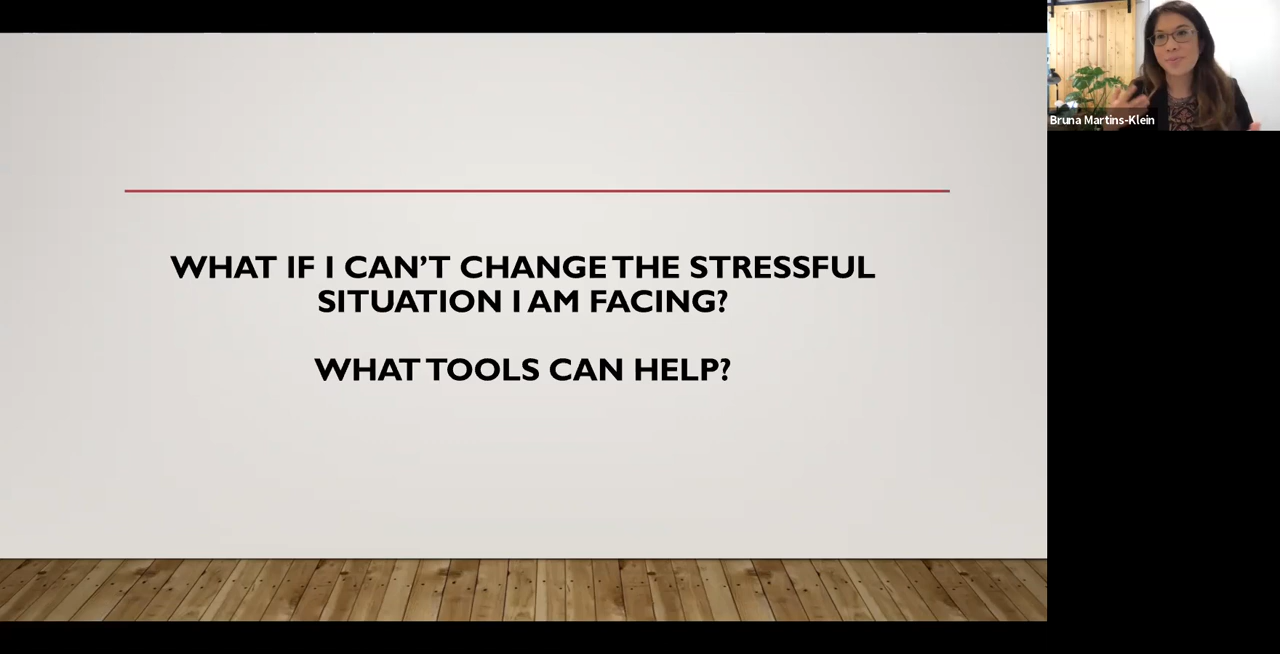 WHAT IF I CAN'T CHANGE THE STRESSFUL
SITUATION I AM FACING?
WHAT TOOLS CAN HELP?
Bruna Martins-Klein